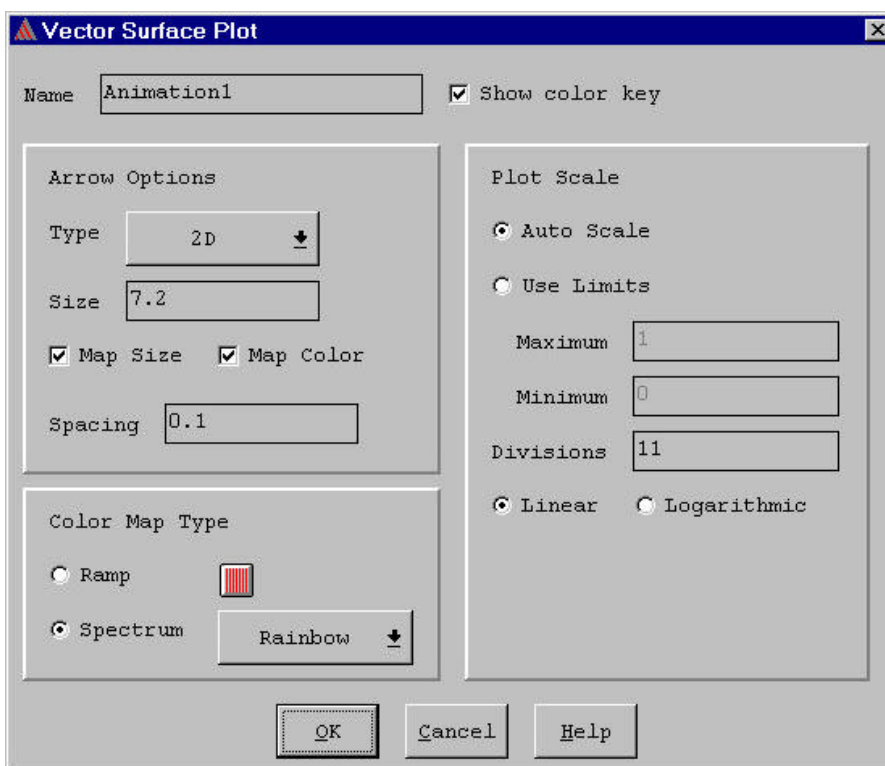 Vector Surface Plot
Name Animation1 Show color key
Arrow Options
Type 2D
Size 7.2
Map Size Map Color
Spacing 0.1
Color Map Type
Ramp
Spectrum Rainbow
Plot Scale
Auto Scale
Use Limits
Maximum 1
Minimum 0
Divisions 11
Linear Logarithmic
OK Cancel Help